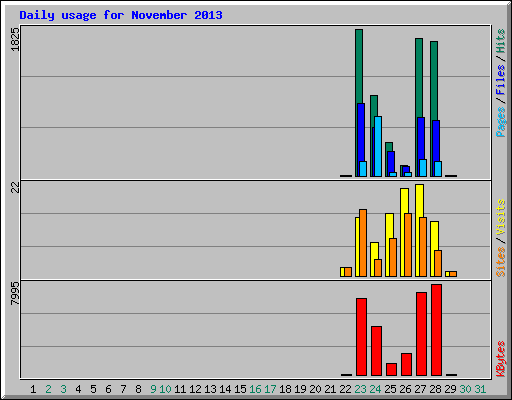 Daily usage for November 2013
1825
Pages / Files / Hits
22
Sites / Visits
7995
KBytes
1 2 3 4 5 6 7 8 9 10 11 12 13 14 15 16 17 18 19 20 21 22 23 24 25 26 27 28 29 30 31